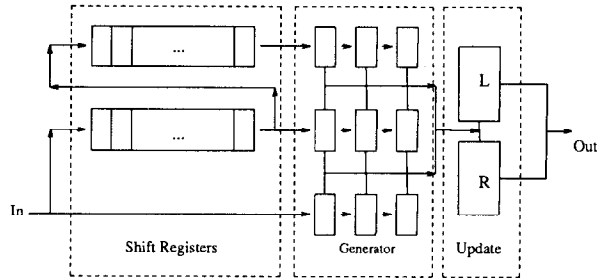 ...
L
...
Out
R
In
Shift Registers
Generator
Update